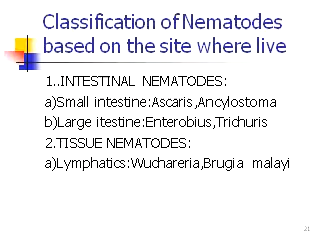 Classification of Nematodes
based on the site where live
1..INTESTINAL NEMATODES:
a)Small intestine:Ascaris,Ancylostoma
b)Large itestine:Enterobius,Trichuris
2.TISSUE NEMATODES:
a)Lymphatics:Wuchareria,Brugia malayi
21